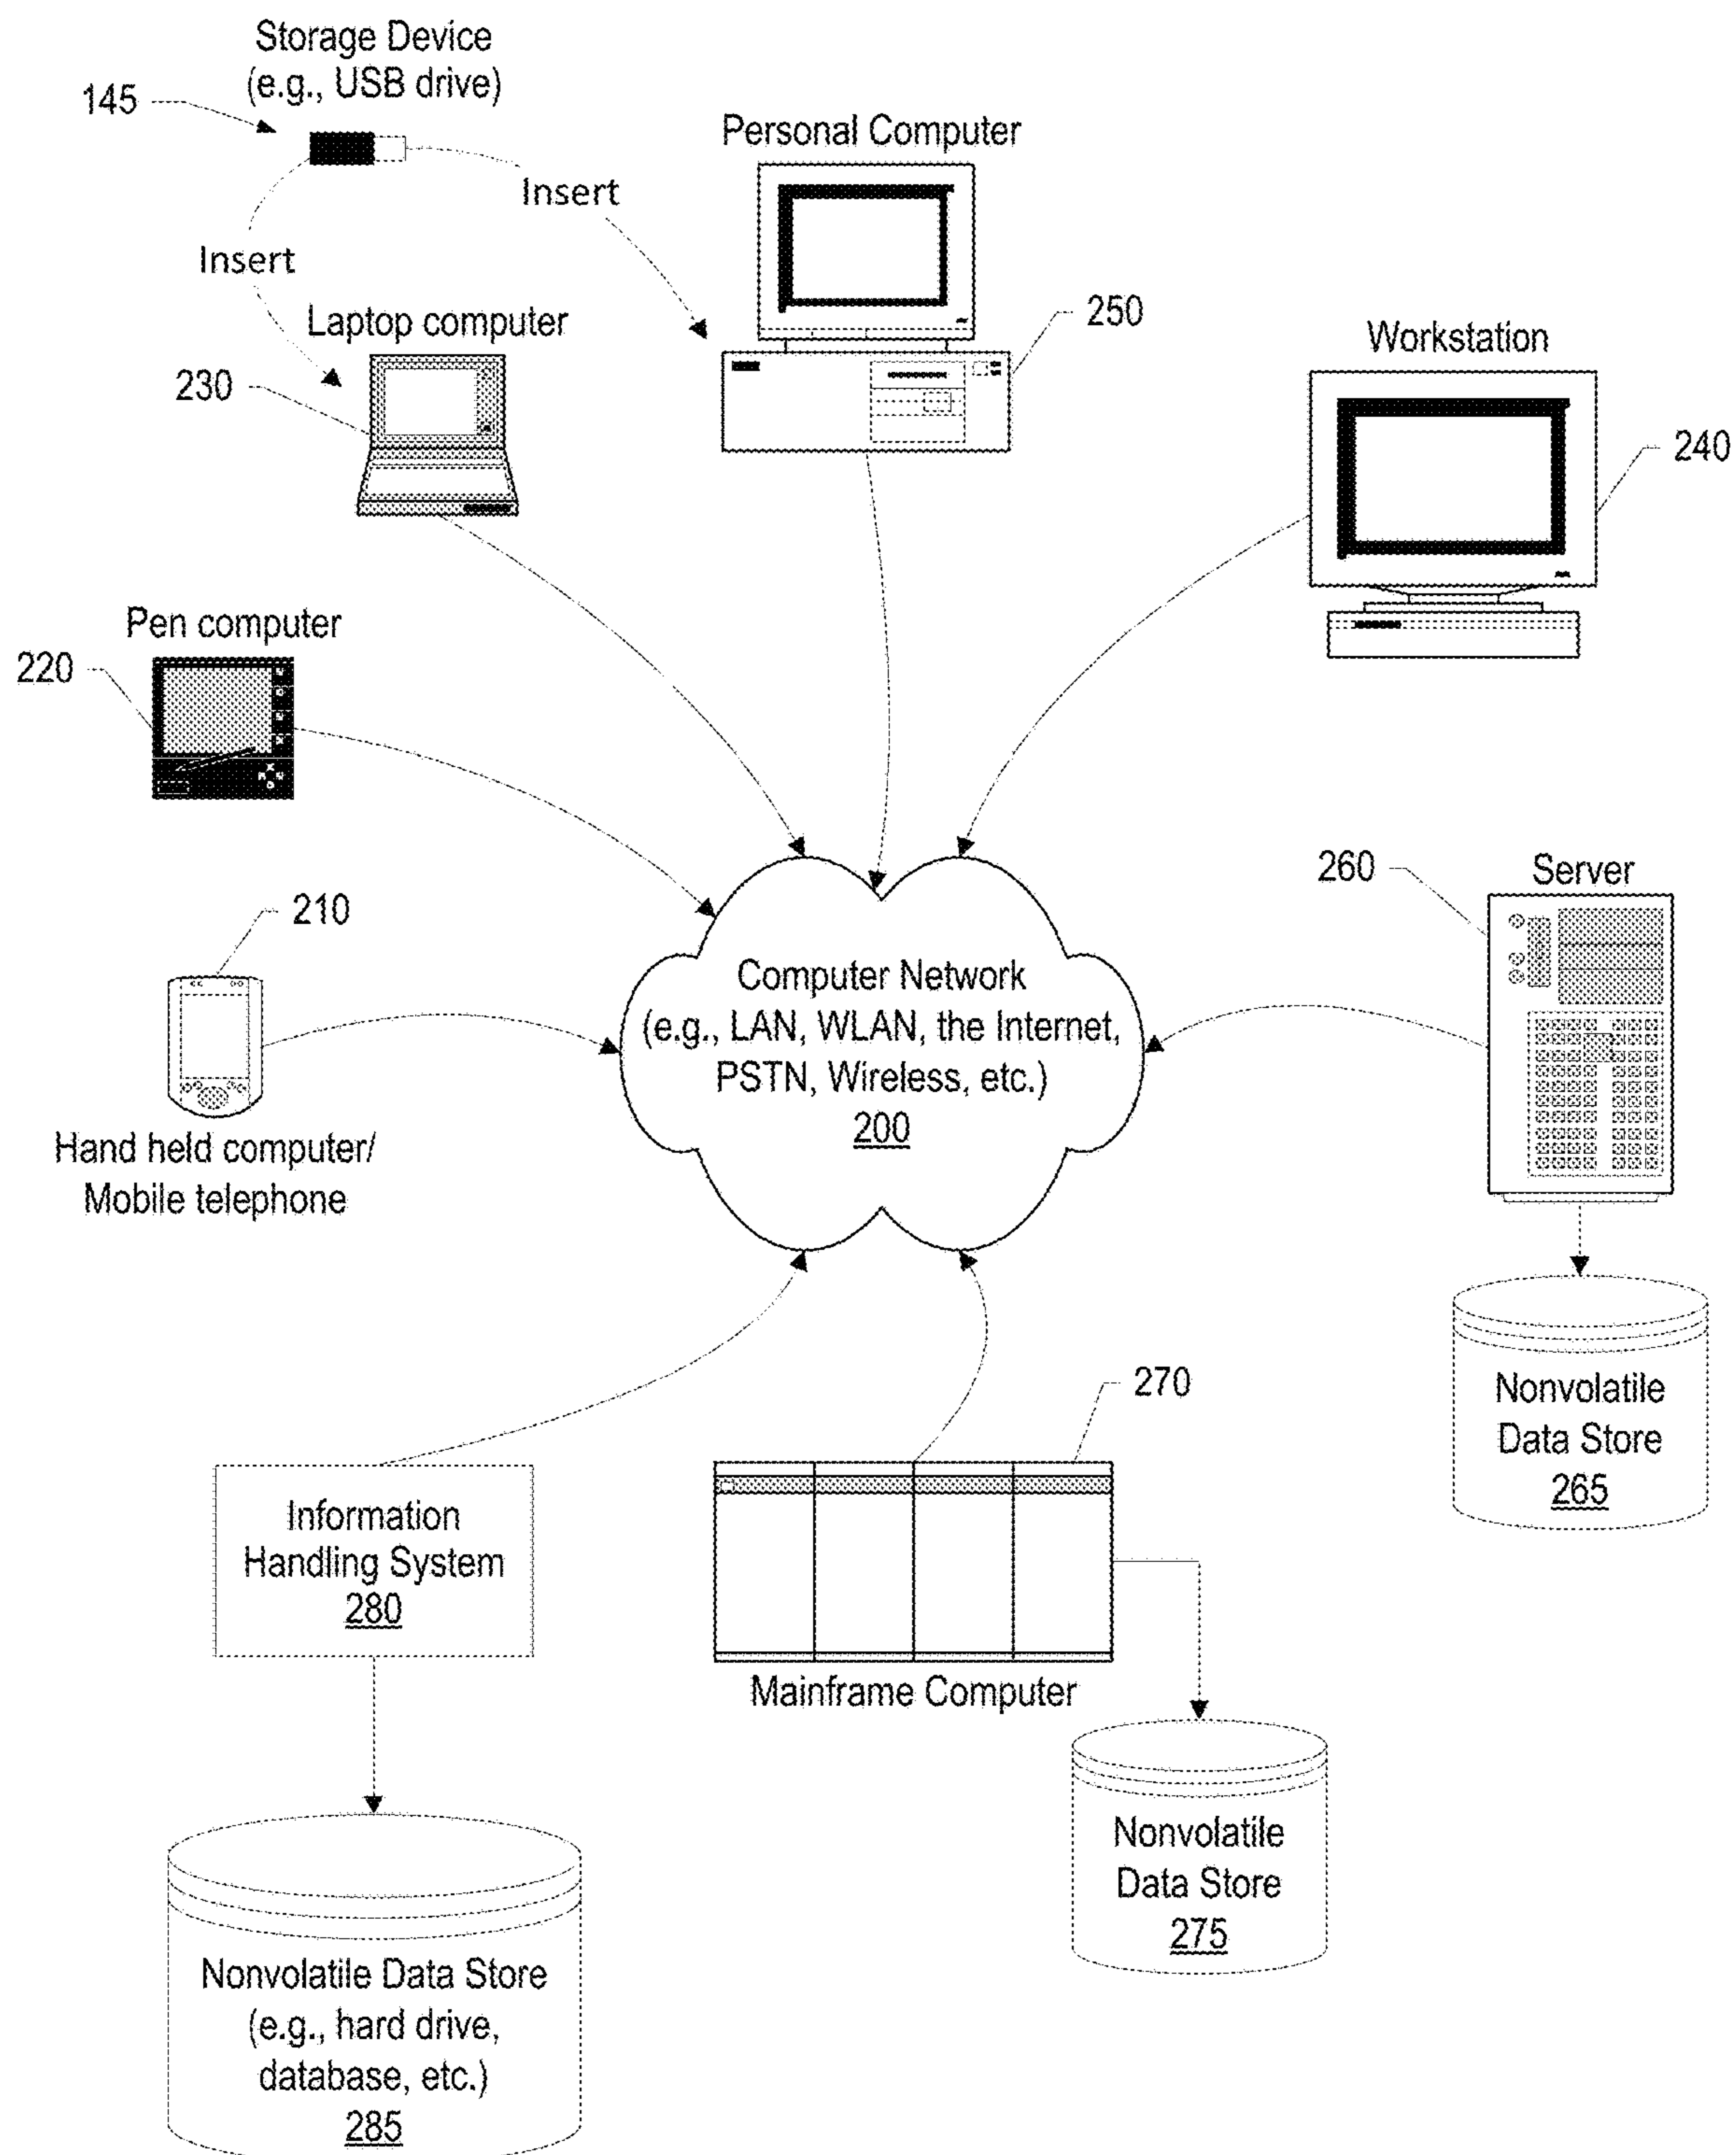 Storage Device
(e.g., USB drive)
145
Insert
Insert
Personal Computer
250
Laptop computer
230
Workstation
240
Pen computer
220
210
Hand held computer/
Mobile telephone
Computer Network
(e.g., LAN, WLAN, the Internet,
PSTN, Wireless, etc.)
200
260
Server
Nonvolatile
Data Store
265
270
Mainframe Computer
Information
Handling System
280
Nonvolatile
Data Store
275
Nonvolatile Data Store
(e.g., hard drive,
database, etc.)
285